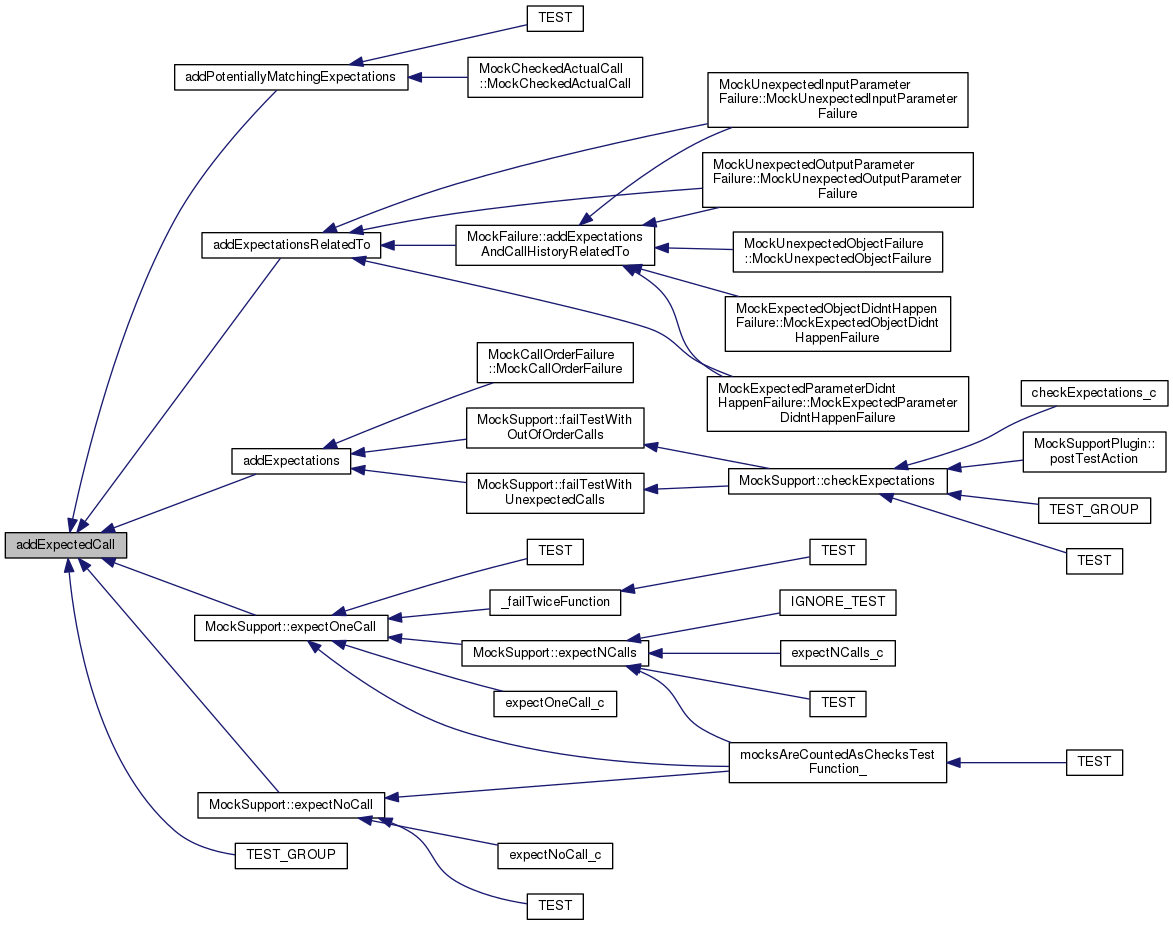 TEST
addPotentiallyMatchingExpectations
MockCheckedActualCall
::MockCheckedActualCall
MockUnexpectedInputParameter
Failure::MockUnexpectedInputParameter
Failure
MockUnexpectedOutputParameter
Failure::MockUnexpectedOutputParameter
Failure
addExpectationsRelatedTo
MockFailure::addExpectations
AndCallHistoryRelatedTo
MockUnexpectedObjectFailure
::MockUnexpectedObjectFailure
MockExpectedObjectDidntHappen
Failure::MockExpectedObjectDidnt
HappenFailure
MockCallOrderFailure
::MockCallOrderFailure
MockExpectedParameterDidnt
HappenFailure::MockExpectedParameter
DidntHappenFailure
checkExpectations_c
MockSupport::failTestWith
OutOfOrderCalls
addExpectations
MockSupportPlugin::
postTestAction
MockSupport::failTestWith
UnexpectedCalls
MockSupport::checkExpectations
TEST_GROUP
addExpectedCall
TEST
TEST
TEST
_failTwiceFunction
IGNORE_TEST
MockSupport::expectOneCall
MockSupport::expectNCalls
expectNCalls_c
expectOneCall_c
TEST
mocksAreCountedAsChecksTest
Function_
TEST
MockSupport::expectNoCall
TEST_GROUP
expectNoCall_c
TEST